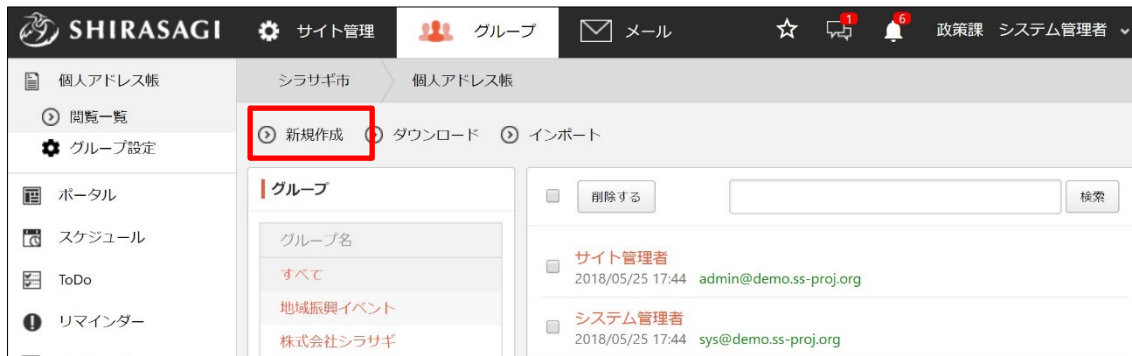 SHIRASAGI サイト管理 グループ メール 1 6 政策課 システム管理者
個人アドレス帳
閲覧一覧
グループ設定
ポータル
スケジュール
ToDo
リマインダー
シラサギ市 個人アドレス帳
新規作成 ダウンロード インポート
グループ
グループ名
すべて
地域振興イベント
株式会社シラサギ
削除する 検索
サイト管理者
2018/05/25 17:44 admin@demo.ss-proj.org
システム管理者
2018/05/25 17:44 sys@demo.ss-proj.org